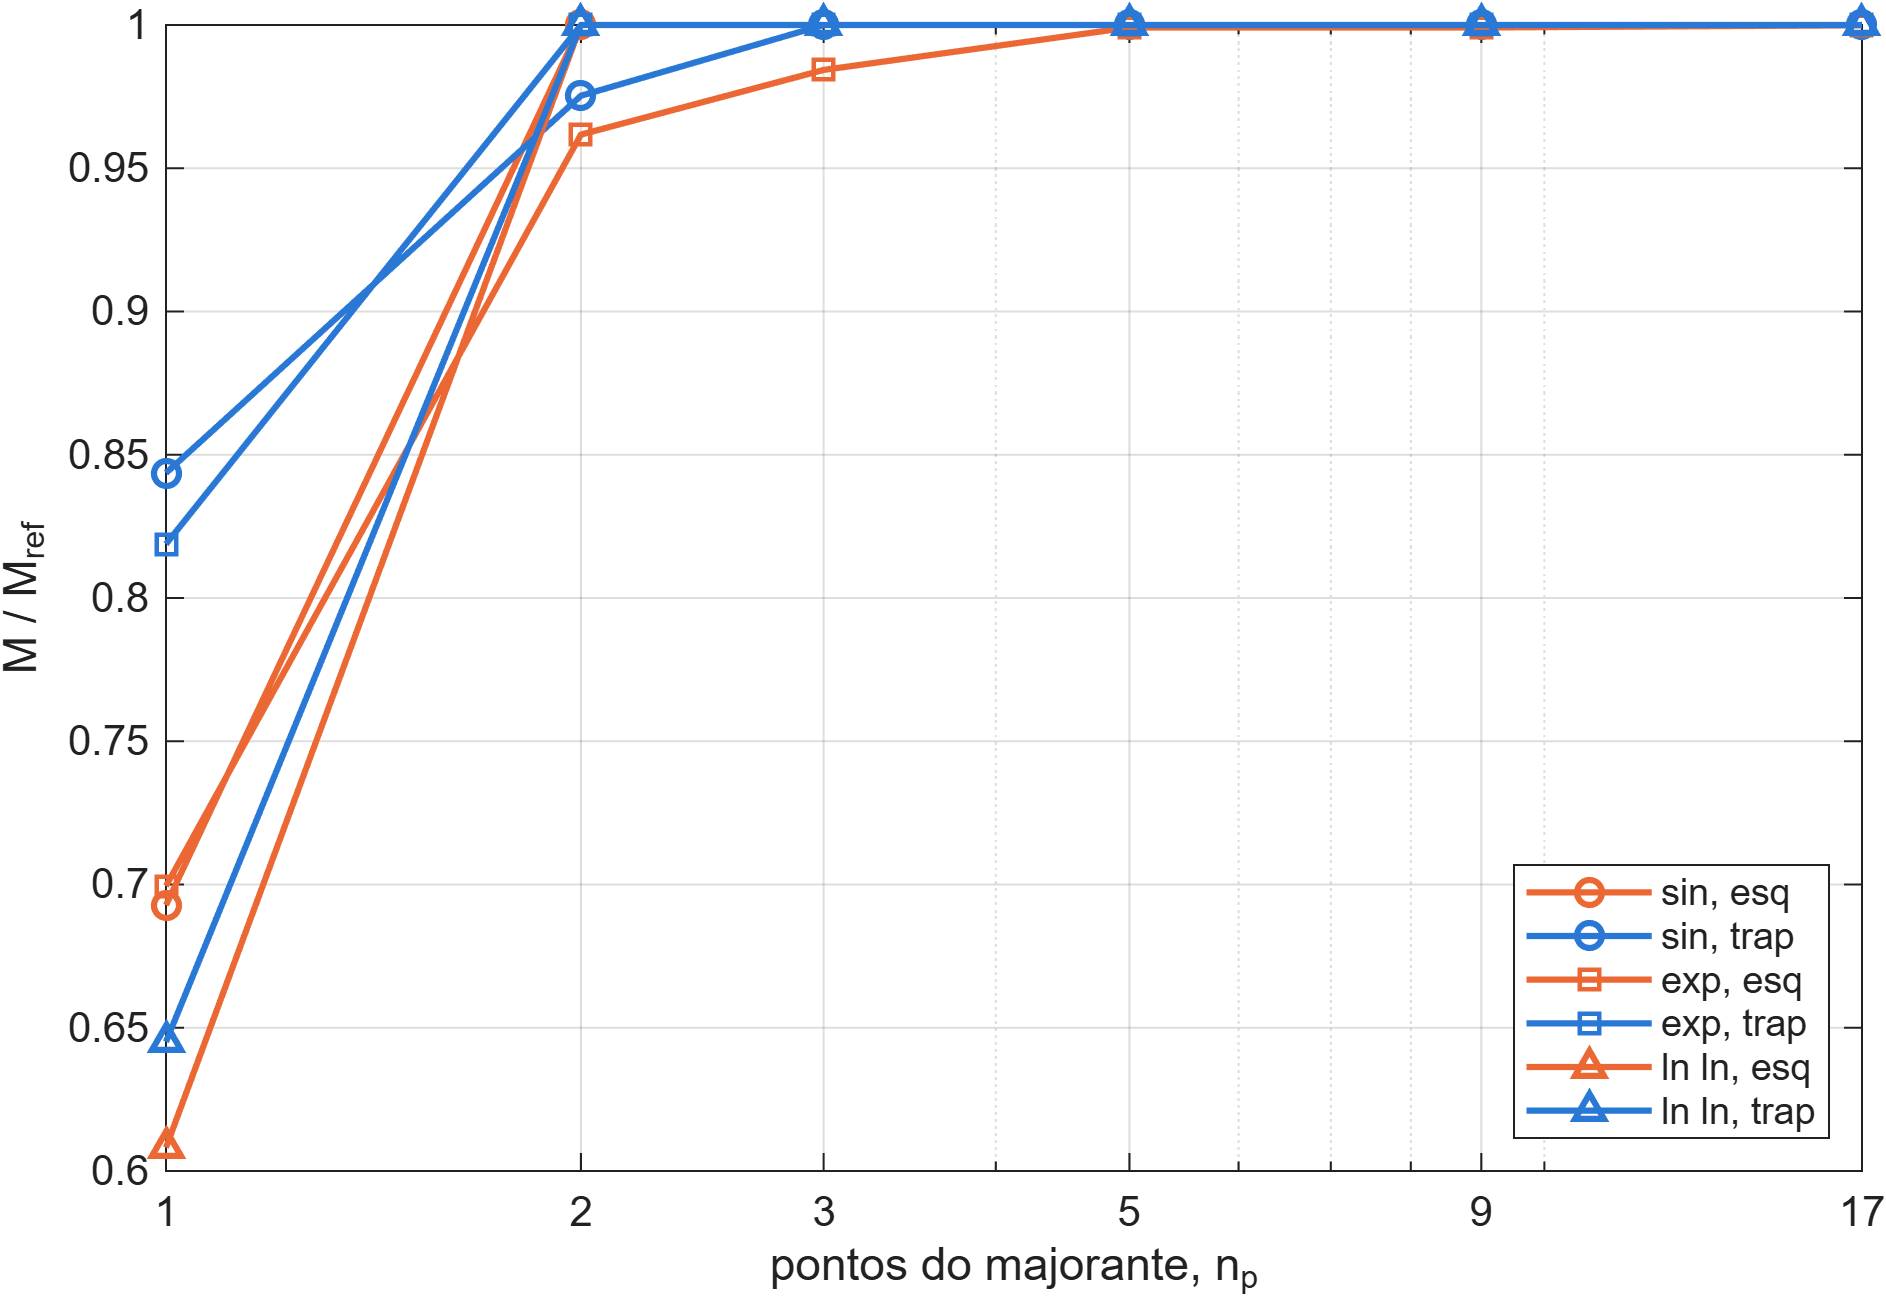 1
0.95
0.9
0.85
0.8
0.75
0.7
0.65
0.6
M / Mref
1 2 3 5 9 17
pontos do majorante, np
sin, esq
sin, trap
exp, esq
exp, trap
ln ln, esq
ln ln, trap